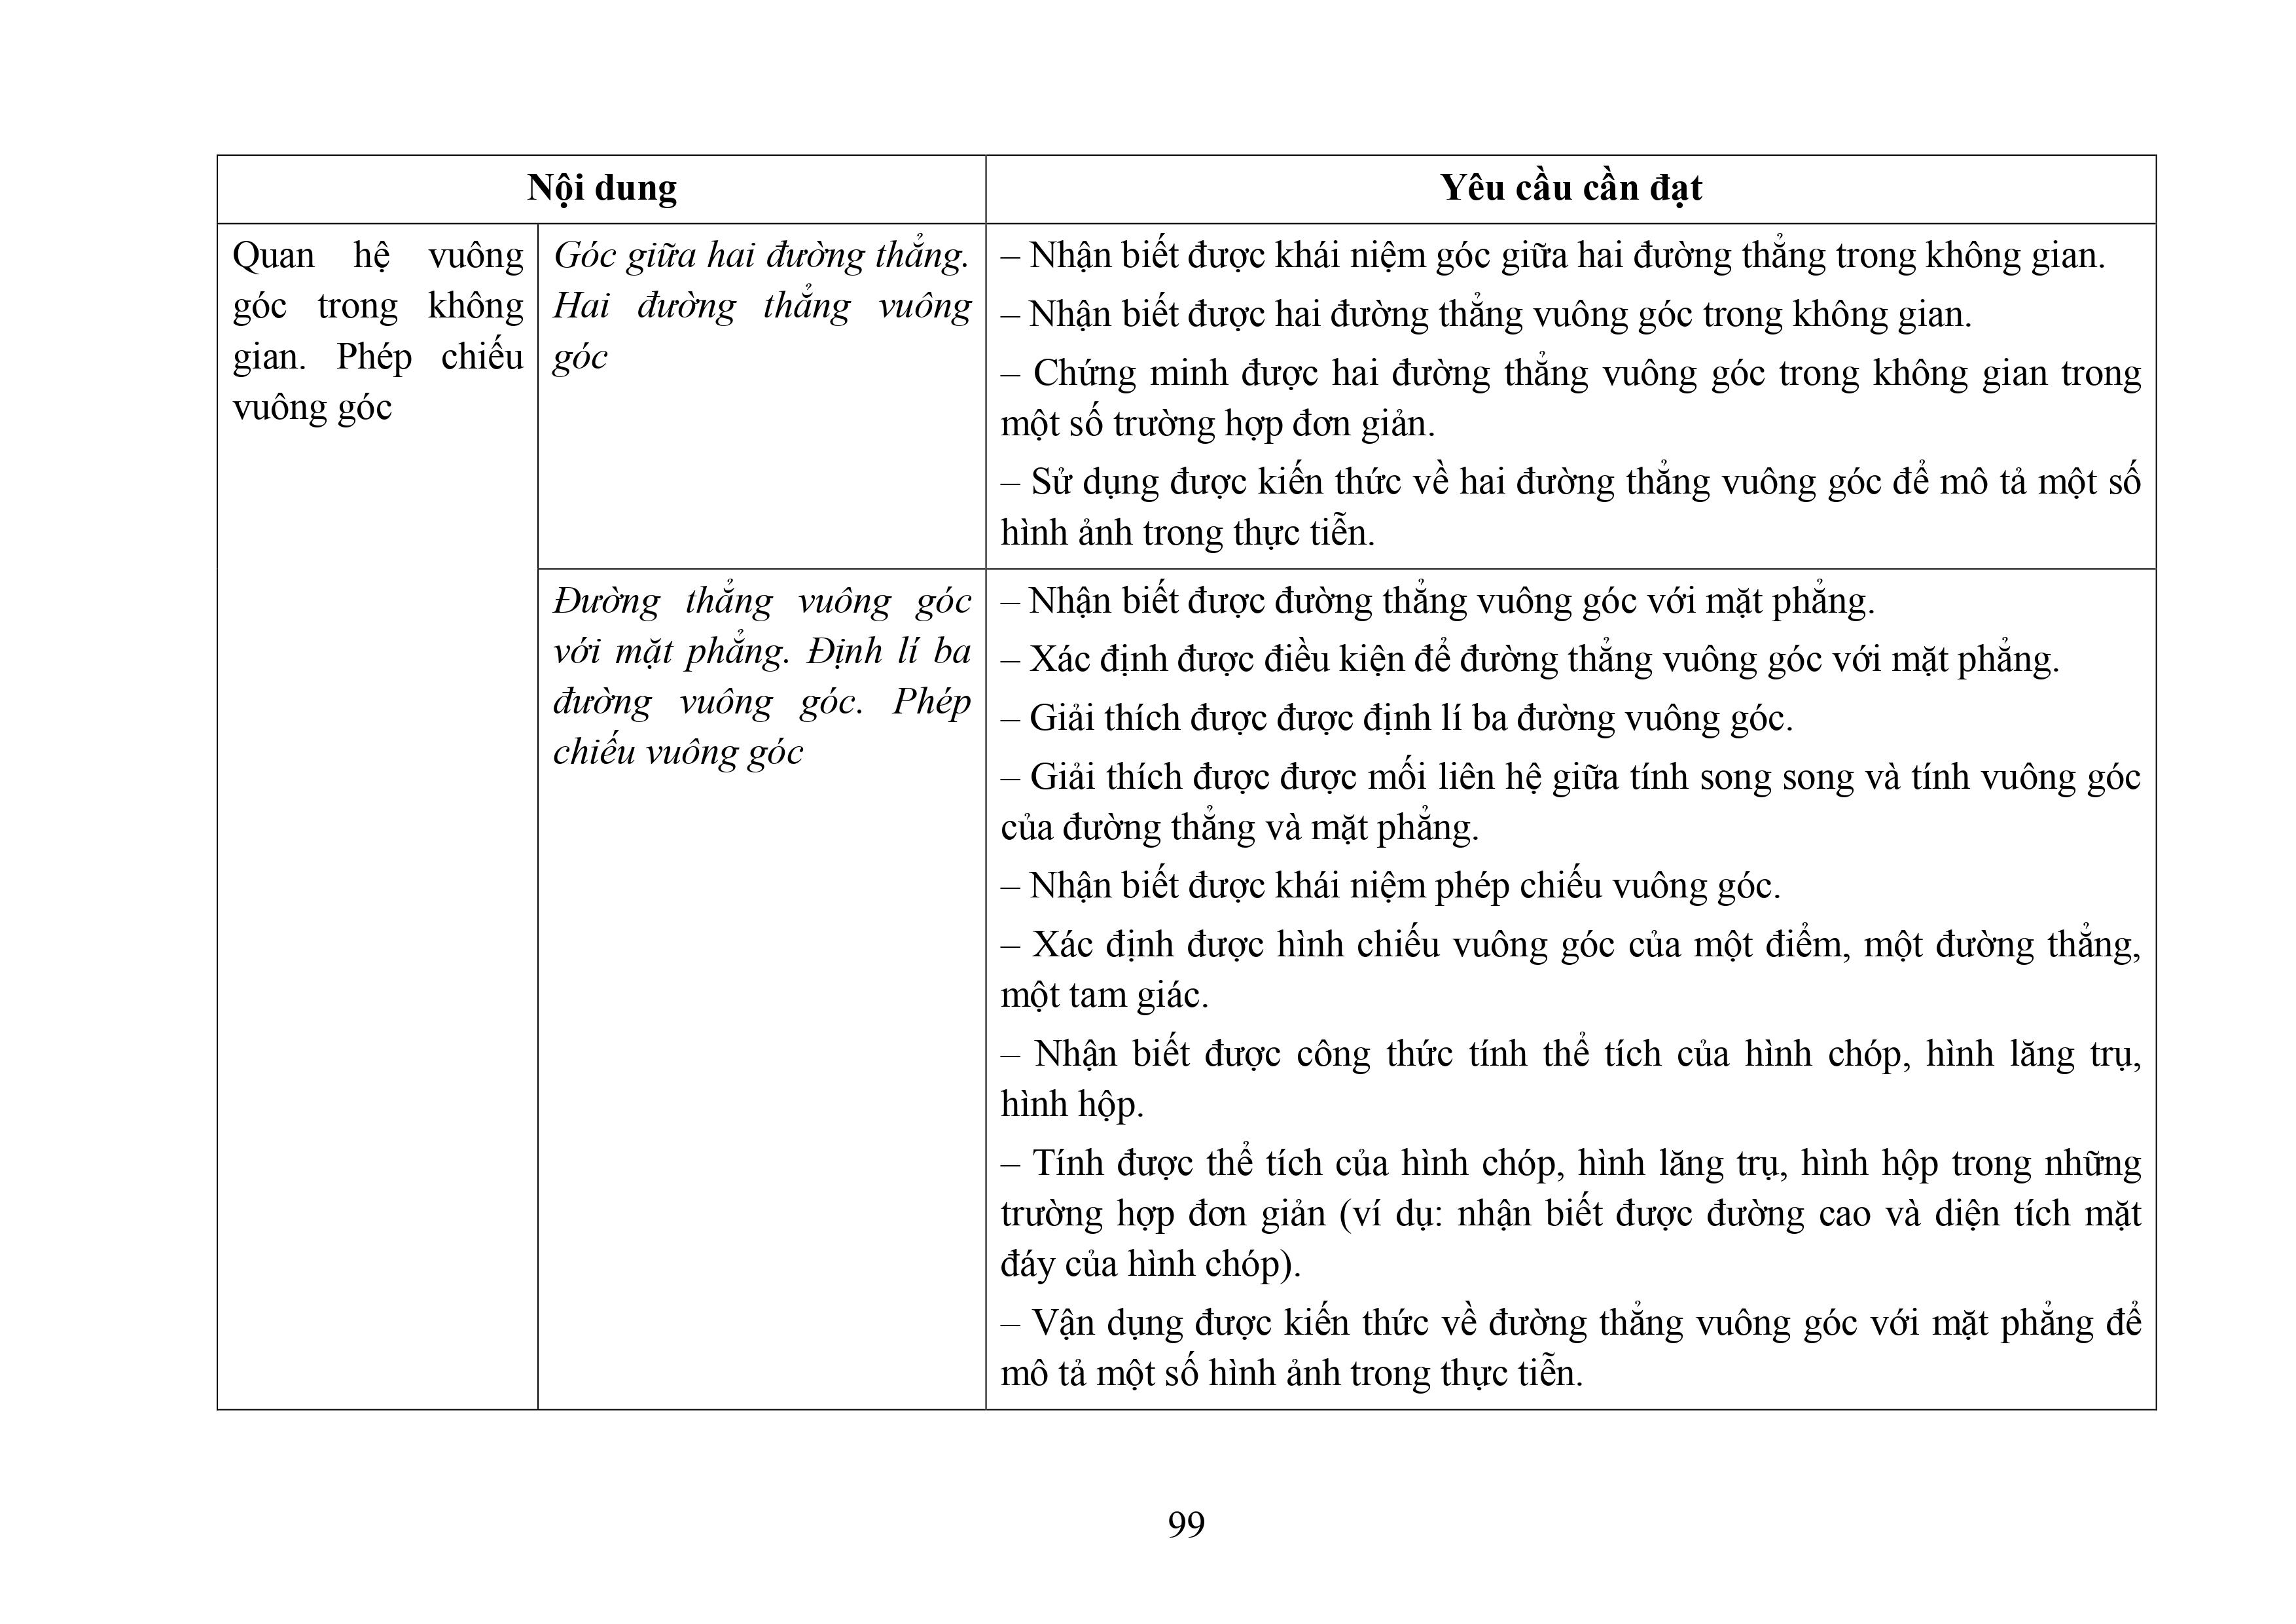 Nội dung
Yêu cầu cần đạt
Quan hệ vuông
góc trong không
gian. Phép chiếu
vuông góc
Góc giữa hai đường thẳng.
Hai đường thẳng vuông
góc
– Nhận biết được khái niệm góc giữa hai đường thẳng trong không gian.
– Nhận biết được hai đường thẳng vuông góc trong không gian.
– Chứng minh được hai đường thẳng vuông góc trong không gian trong
một số trường hợp đơn giản.
– Sử dụng được kiến thức về hai đường thẳng vuông góc để mô tả một số
hình ảnh trong thực tiễn.
Đường thẳng vuông góc
với mặt phẳng. Định lí ba
đường vuông góc. Phép
chiếu vuông góc
– Nhận biết được đường thẳng vuông góc với mặt phẳng.
– Xác định được điều kiện để đường thẳng vuông góc với mặt phẳng.
– Giải thích được được định lí ba đường vuông góc.
– Giải thích được được mối liên hệ giữa tính song song và tính vuông góc
của đường thẳng và mặt phẳng.
– Nhận biết được khái niệm phép chiếu vuông góc.
– Xác định được hình chiếu vuông góc của một điểm, một đường thẳng,
một tam giác.
– Nhận biết được công thức tính thể tích của hình chóp, hình lăng trụ,
hình hộp.
– Tính được thể tích của hình chóp, hình lăng trụ, hình hộp trong những
trường hợp đơn giản (ví dụ: nhận biết được đường cao và diện tích mặt
đáy của hình chóp).
– Vận dụng được kiến thức về đường thẳng vuông góc với mặt phẳng để
mô tả một số hình ảnh trong thực tiễn.
99